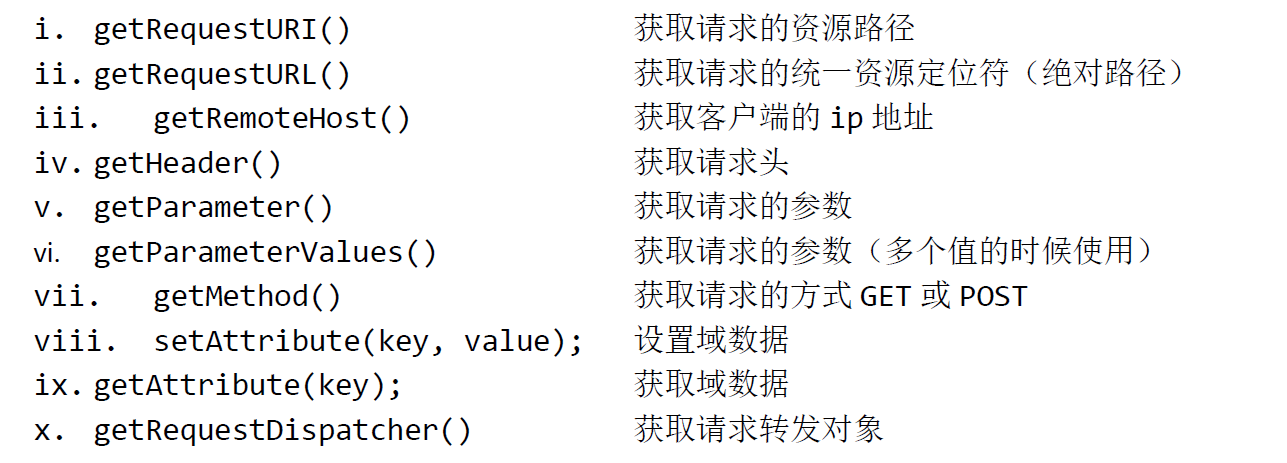 i. getRequestURI() 获取请求的资源路径
ii. getRequestURL() 获取请求的统一资源定位符（绝对路径）
iii. getRemoteHost() 获取客户端的 ip 地址
iv. getHeader() 获取请求头
v. getParameter() 获取请求的参数
vi. getParameterValues() 获取请求的参数（多个值的时候使用）
vii. getMethod() 获取请求的方式 GET 或 POST
viii. setAttribute(key, value); 设置域数据
ix. getAttribute(key); 获取域数据
x. getRequestDispatcher() 获取请求转发对象